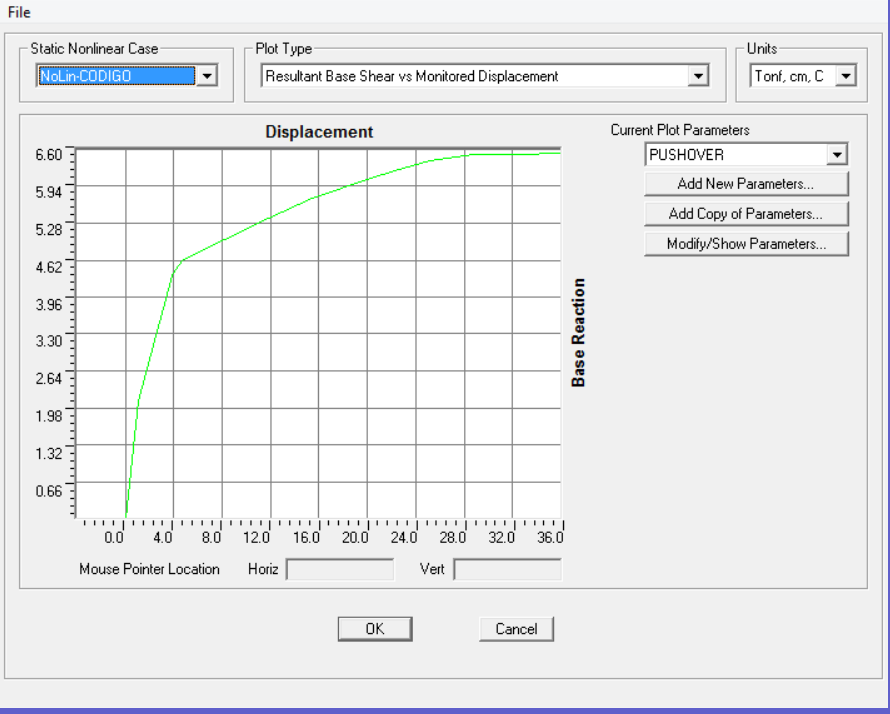 File
Static Nonlinear Case
Plot Type
Units
NoLin-CODIGO
Resultant Base Shear vs Monitored Displacement
Tonf, cm, C
Displacement
Current Plot Parameters
PUSHOVER
Add New Parameters...
Add Copy of Parameters...
Modify/Show Parameters...
6.60
5.94
5.28
4.62
3.96
3.30
2.64
1.98
1.32
0.66
Base Reaction
0.0 4.0 8.0 12.0 16.0 20.0 24.0 28.0 32.0 36.0
Mouse Pointer Location Horiz Vert
OK Cancel